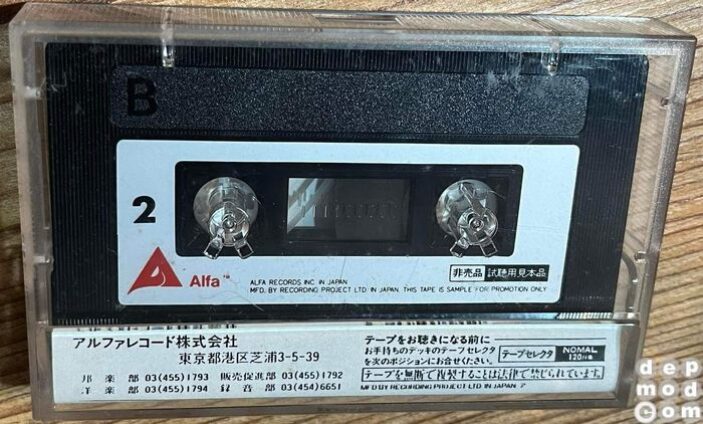 B
2
Alfa™
非売品 試聴用見本品
ALFA RECORDS INC. IN JAPAN
MFD. BY RECORDING PROJECT LTD. IN JAPAN. THIS TAPE IS SAMPLE FOR PROMOTION ONLY
アルファレコード株式会社
東京都港区芝浦3-5-39
邦楽部 03(455)1793 販売促進部 03(455)1792
洋楽部 03(455)1794 録音部 03(454)6651
テープをお聴きになる前に
お手持ちのデッキのテープセレクタ
を次のポジションにお合せください。
テープセレクタ NOMAL
120μs
テープを無断で複製することは法律で禁じられています。
MFD BY RECORDING PROJECT LTD. IN JAPAN
dep
mod
com